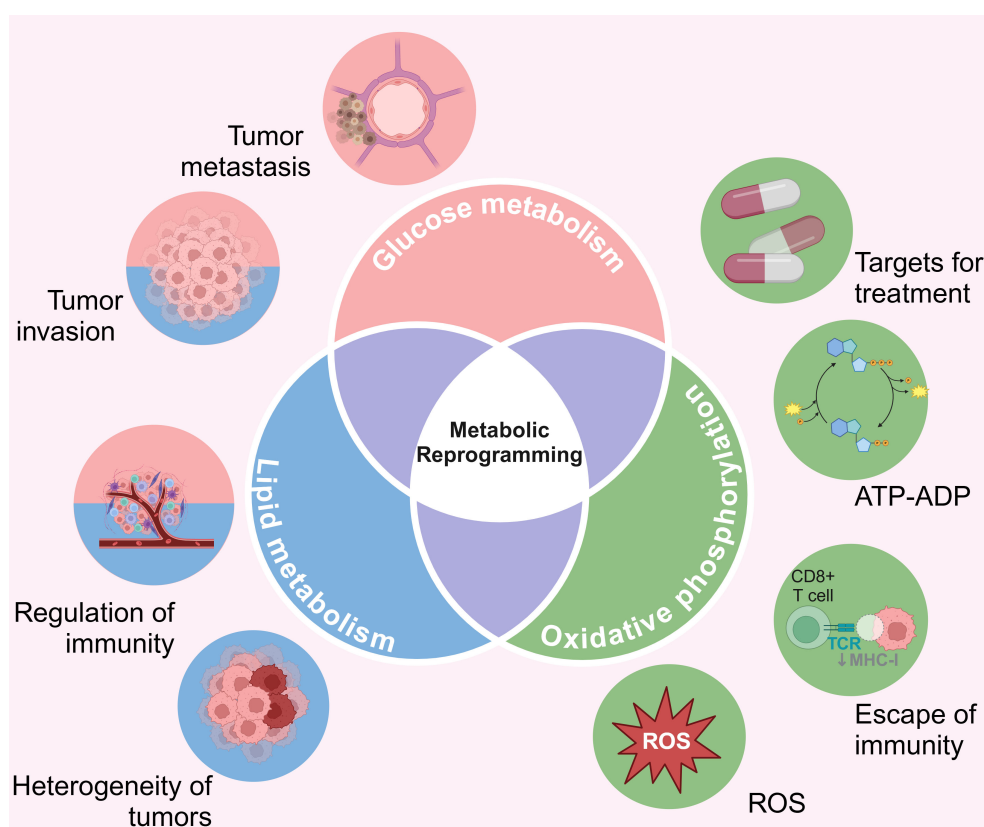 Tumor
metastasis
Glucose metabolism
Targets for
treatment
Tumor
invasion
Metabolic
Reprogramming
Lipid metabolism
Oxidative phosphorylation
ATP-ADP
Regulation of
immunity
CD8+
T cell
TCR
↓MHC-I
Escape of
immunity
Heterogeneity of
tumors
ROS
ROS